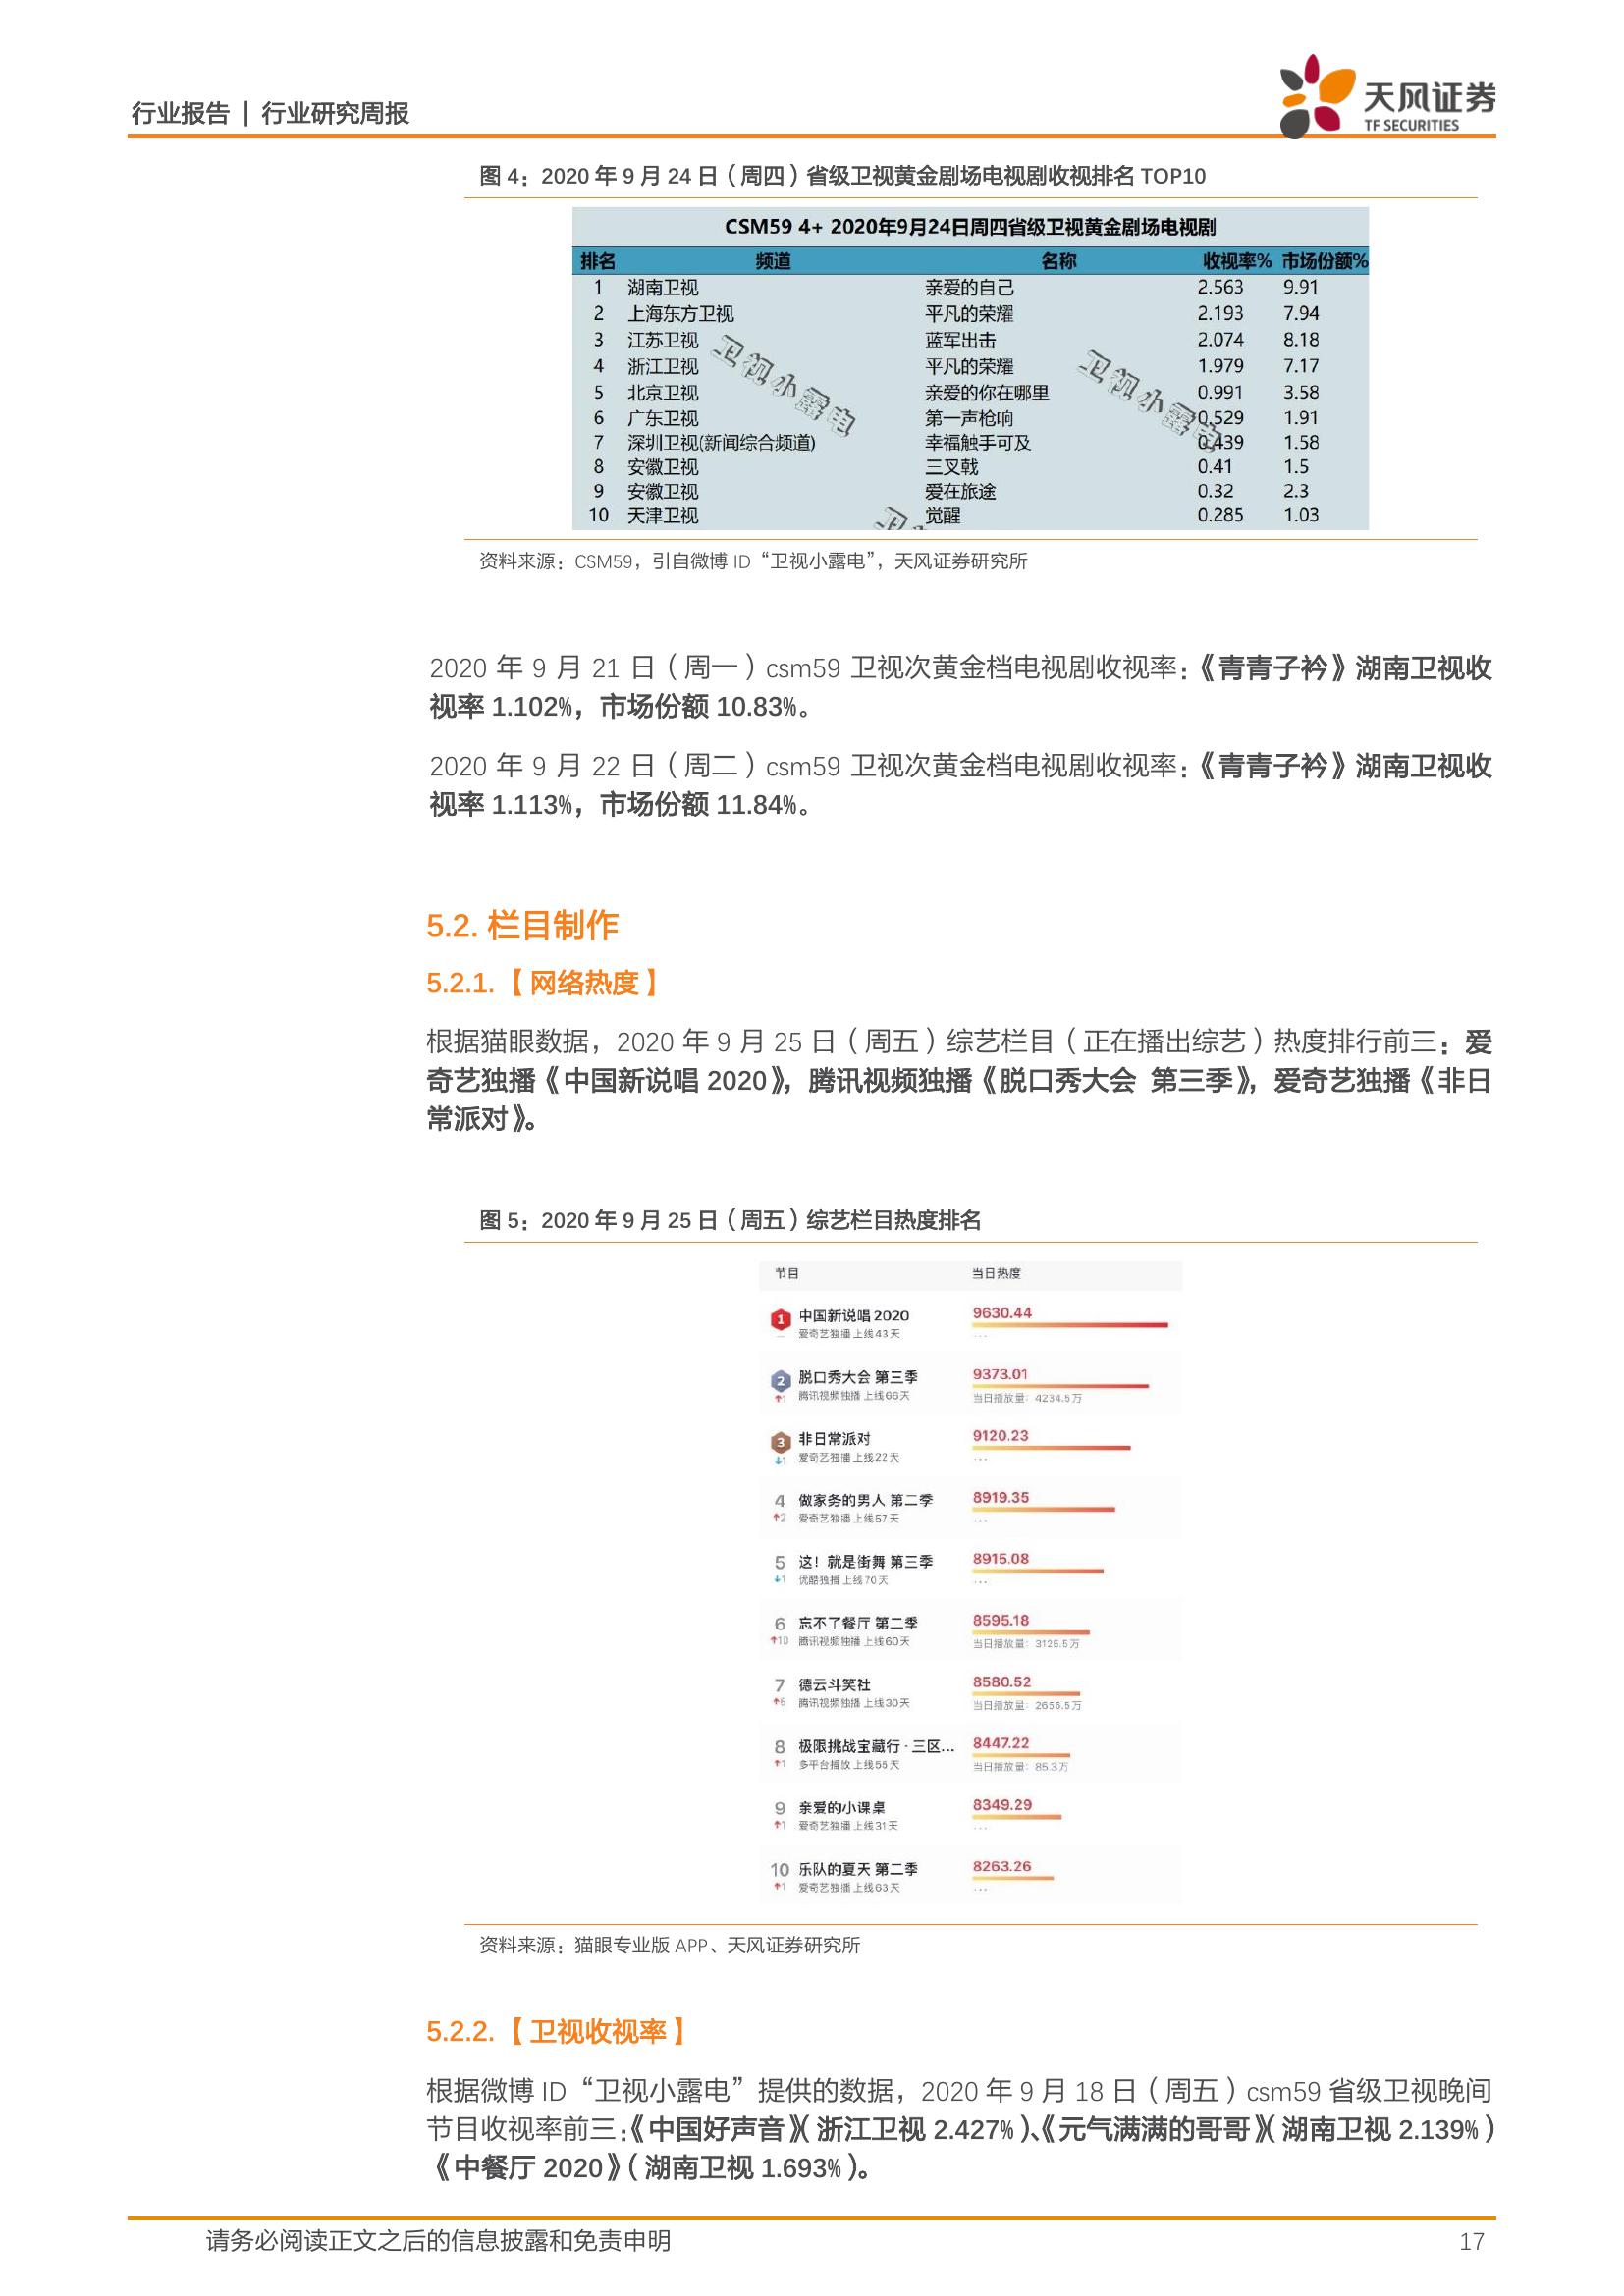 行业报告 | 行业研究周报
天风证券
TF SECURITIES
图 4：2020 年 9 月 24 日（周四）省级卫视黄金剧场电视剧收视排名 TOP10
CSM59 4+ 2020年9月24日周四省级卫视黄金剧场电视剧
排名 频道 名称 收视率% 市场份额%
1 湖南卫视 亲爱的自己 2.563 9.91
2 上海东方卫视 平凡的荣耀 2.193 7.94
3 江苏卫视 蓝军出击 2.074 8.18
4 浙江卫视 平凡的荣耀 1.979 7.17
5 北京卫视 亲爱的你在哪里 0.991 3.58
6 广东卫视 第一声枪响 0.529 1.91
7 深圳卫视(新闻综合频道) 幸福触手可及 0.439 1.58
8 安徽卫视 三叉戟 0.41 1.5
9 安徽卫视 爱在旅途 0.32 2.3
10 天津卫视 觉醒 0.285 1.03
卫视小露电
卫视小露电
资料来源：CSM59，引自微博 ID“卫视小露电”，天风证券研究所
2020 年 9 月 21 日（周一）csm59 卫视次黄金档电视剧收视率：《青青子衿》湖南卫视收
视率 1.102%，市场份额 10.83%。
2020 年 9 月 22 日（周二）csm59 卫视次黄金档电视剧收视率：《青青子衿》湖南卫视收
视率 1.113%，市场份额 11.84%。
5.2. 栏目制作
5.2.1.【网络热度】
根据猫眼数据，2020 年 9 月 25 日（周五）综艺栏目（正在播出综艺）热度排行前三：爱
奇艺独播《中国新说唱 2020》，腾讯视频独播《脱口秀大会 第三季》，爱奇艺独播《非日
常派对》。
图 5：2020 年 9 月 25 日（周五）综艺栏目热度排名
节目 当日热度
1 中国新说唱 2020 9630.44
爱奇艺独播 上线43天 ...
2 脱口秀大会 第三季 9373.01
↑1 腾讯视频独播 上线66天 当日播放量：4234.5万
3 非日常派对 9120.23
↓1 爱奇艺独播 上线22天 ...
4 做家务的男人 第二季 8919.35
↑2 爱奇艺独播 上线57天 ...
5 这！就是街舞 第三季 8915.08
↓1 优酷独播 上线70天 ...
6 忘不了餐厅 第二季 8595.18
↑10 腾讯视频独播 上线60天 当日播放量：3126.5万
7 德云斗笑社 8580.52
↑6 腾讯视频独播 上线30天 当日播放量：2656.5万
8 极限挑战宝藏行 · 三区... 8447.22
↑1 多平台播放 上线55天 当日播放量：85.3万
9 亲爱的小课桌 8349.29
↑1 爱奇艺独播 上线31天 ...
10 乐队的夏天 第二季 8263.26
↑1 爱奇艺独播 上线63天 ...
资料来源：猫眼专业版 APP、天风证券研究所
5.2.2.【卫视收视率】
根据微博 ID“卫视小露电”提供的数据，2020 年 9 月 18 日（周五）csm59 省级卫视晚间
节目收视率前三：《中国好声音》（浙江卫视 2.427%）、《元气满满的哥哥》（湖南卫视 2.139%）
《中餐厅 2020》（湖南卫视 1.693%）。
请务必阅读正文之后的信息披露和免责申明 17